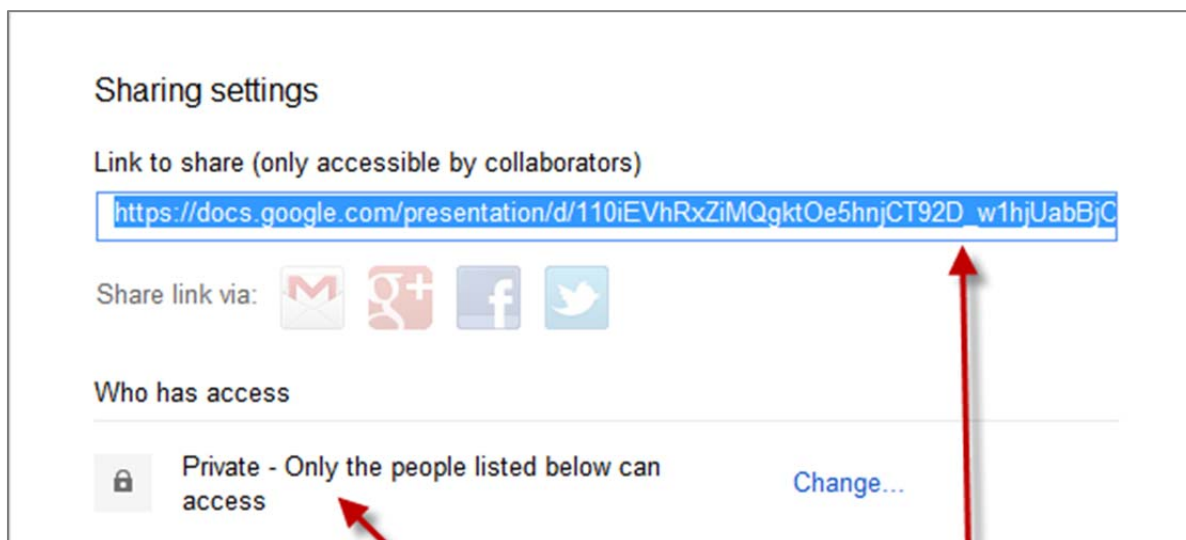 Sharing settings
Link to share (only accessible by collaborators)
https://docs.google.com/presentation/d/110iEVhRxZiMQgktOe5hnjCT92D_w1hjUabBjC
Share link via:
Who has access
Private - Only the people listed below can
access
Change...